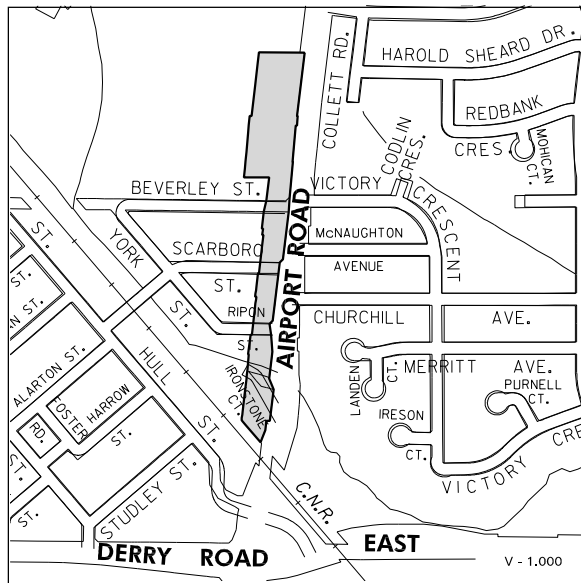 HAROLD SHEARD DR.
COLLETT RD.
REDBANK
CRES.
MOHICAN
CT.
CODLIN
CRES.
BEVERLEY ST.
VICTORY
CRESCENT
McNAUGHTON
AVENUE
YORK
ST.
SCARBORO
ST.
RIPON
ST.
AIRPORT ROAD
CHURCHILL
AVE.
IRONSTONE
CT.
LANDEN
CT.
MERRITT
AVE.
PURNELL
CT.
IRESON
CT.
VICTORY
CRE
ST.
HULL
ST.
ST.
AN ST.
ALARTON ST.
FOSTER
RD.
HARROW
ST.
ST.
ST.
STUDLEY ST.
C.N.R.
DERRY ROAD
EAST
V - 1.000